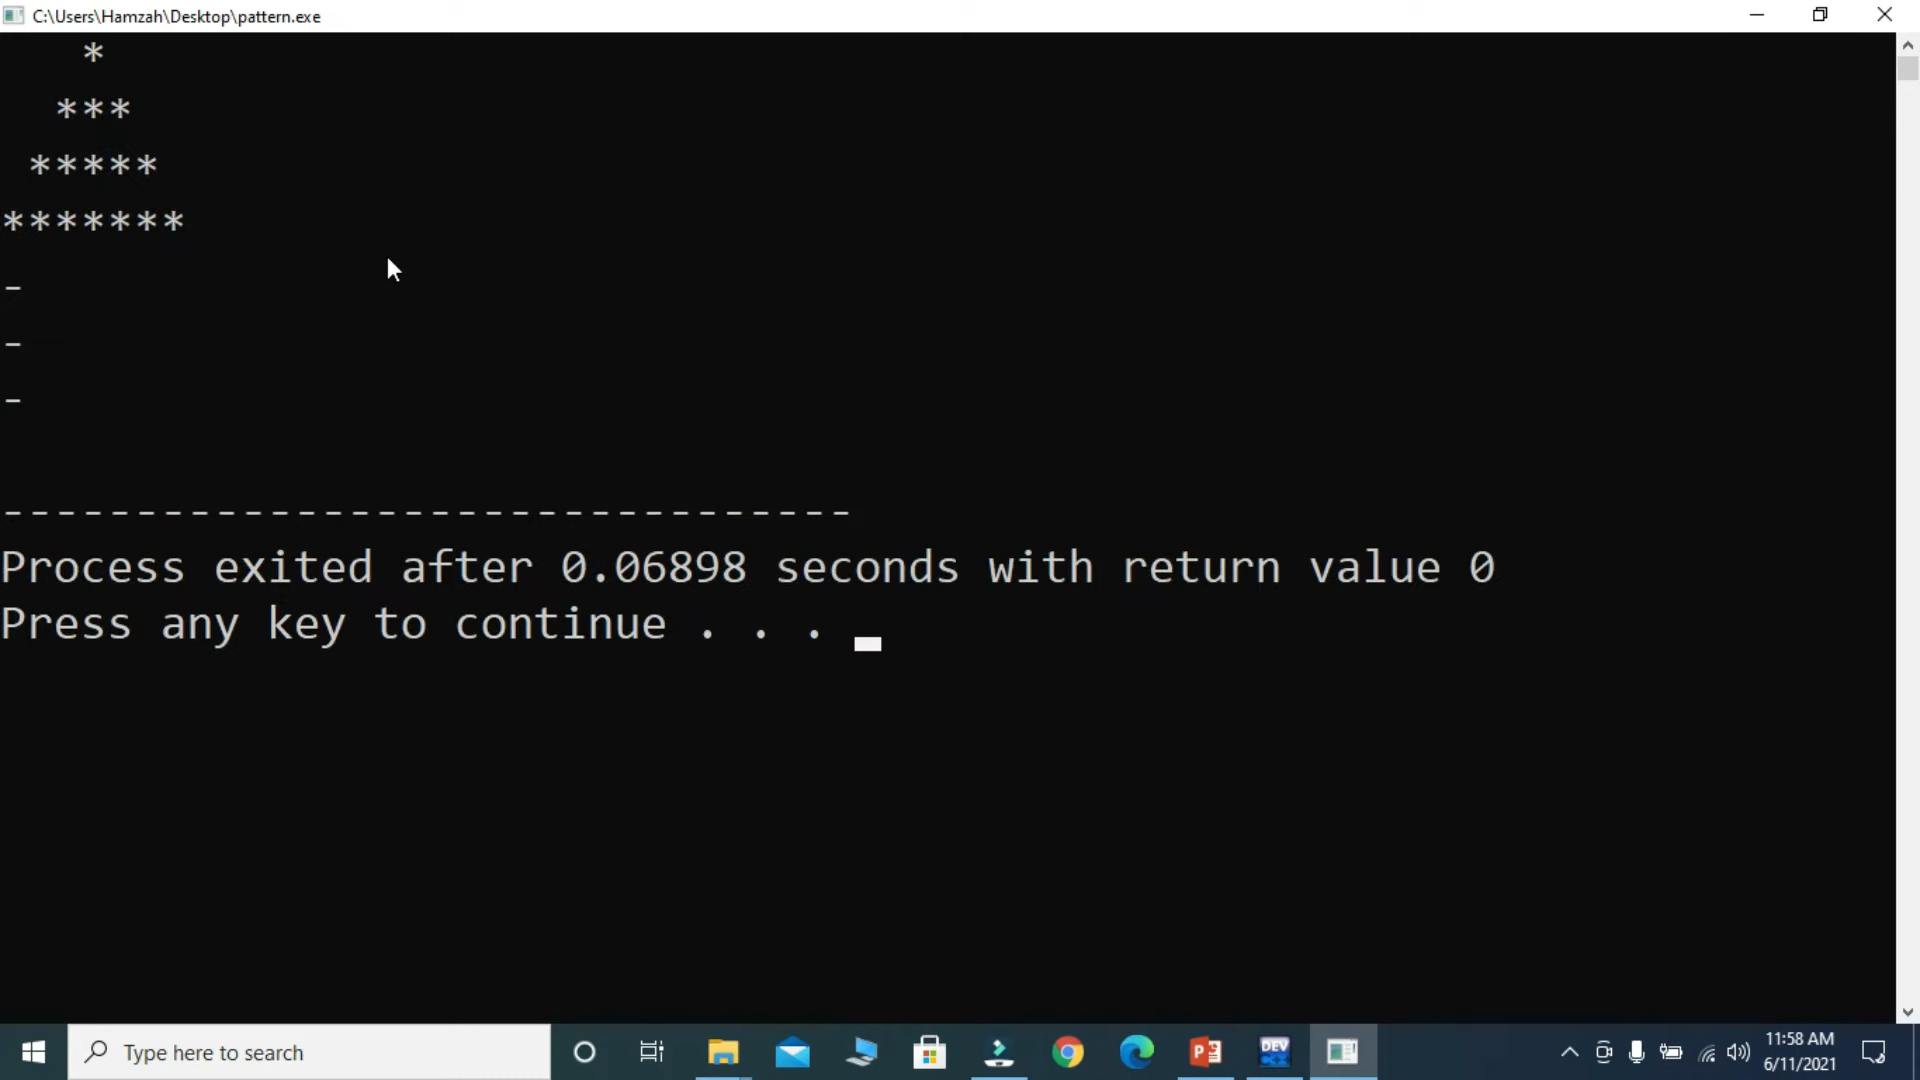 C:\Users\Hamzah\Desktop\pattern.exe
   *
  ***
 *****
*******
-
-
-
--------------------------------
Process exited after 0.06898 seconds with return value 0
Press any key to continue . . .
Type here to search
DEV
C++
11:58 AM
6/11/2021